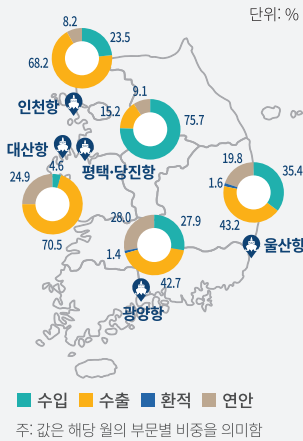 단위: %
8.2
23.5
68.2
인천항
9.1
15.2
75.7
대산항
평택·당진항
4.6
24.9
70.5
19.8
35.4
1.6
43.2
울산항
28.0
27.9
1.4
42.7
광양항
수입 수출 환적 연안
주: 값은 해당 월의 부문별 비중을 의미함